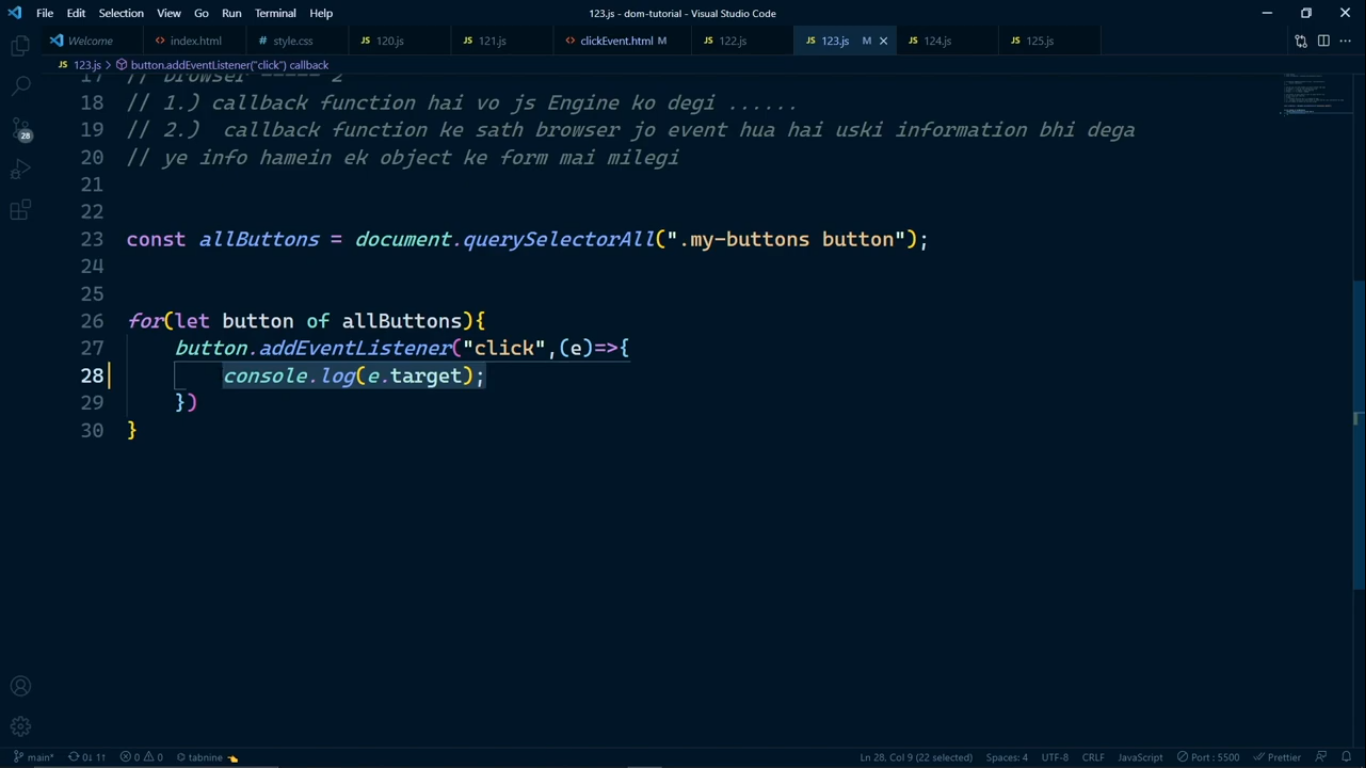 File Edit Selection View Go Run Terminal Help 123.js - dom-tutorial - Visual Studio Code
Welcome index.html # style.css JS 120.js JS 121.js clickEvent.html M JS 122.js JS 123.js M JS 124.js JS 125.js
JS 123.js > button.addEventListener("click") callback
17 // browser ----- 2
18 // 1.) callback function hai vo js Engine ko degi ......
19 // 2.)  callback function ke sath browser jo event hua hai uski information bhi dega
20 // ye info hamein ek object ke form mai milegi
21
22
23 const allButtons = document.querySelectorAll(".my-buttons button");
24
25
26 for(let button of allButtons){
27 button.addEventListener("click",(e)=>{
28 console.log(e.target);
29 })
30 }
28
main* 0↓ 1↑ 0 0 tabnine Ln 28, Col 9 (22 selected) Spaces: 4 UTF-8 CRLF JavaScript Port : 5500 Prettier